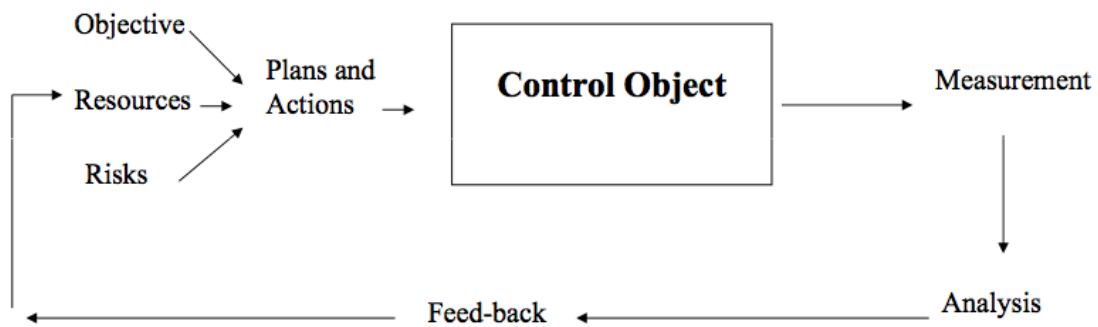 Objective
Resources
Risks
Plans and
Actions
Control Object
Measurement
Analysis
Feed-back